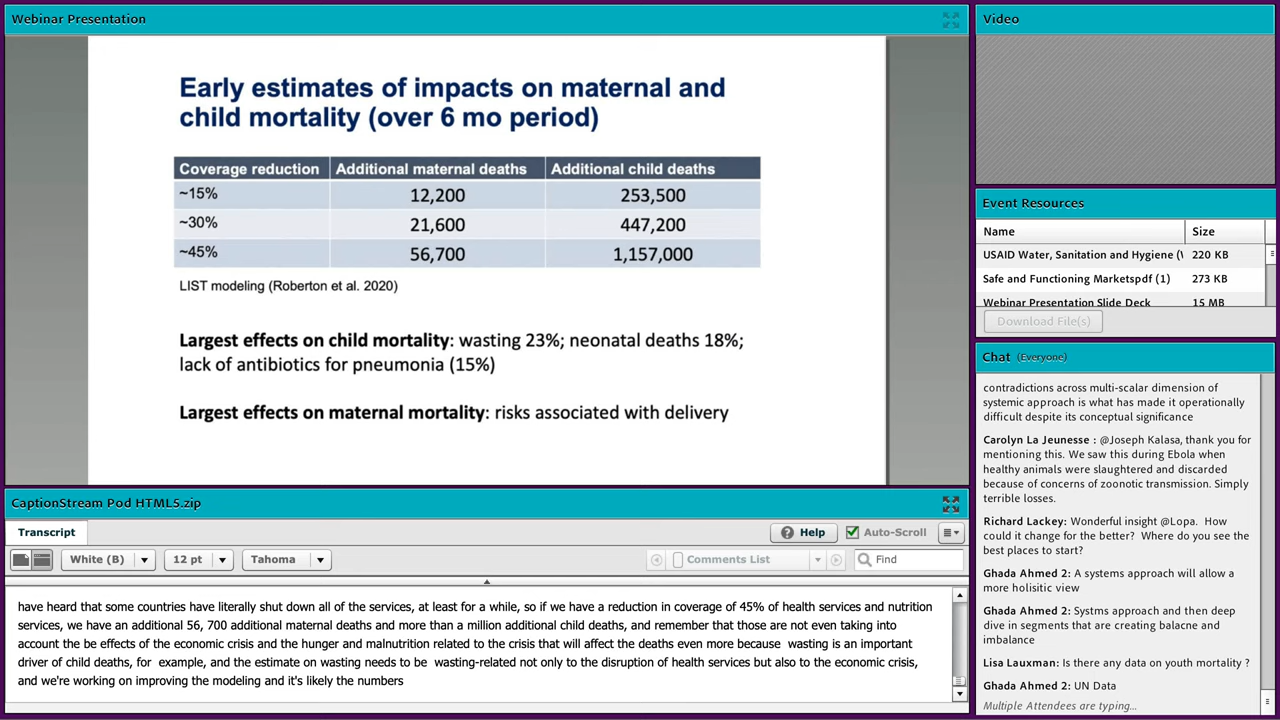 Webinar Presentation
Early estimates of impacts on maternal and
child mortality (over 6 mo period)
Coverage reduction Additional maternal deaths Additional child deaths
~15% 12,200 253,500
~30% 21,600 447,200
~45% 56,700 1,157,000
LIST modeling (Roberton et al. 2020)
Largest effects on child mortality: wasting 23%; neonatal deaths 18%;
lack of antibiotics for pneumonia (15%)
Largest effects on maternal mortality: risks associated with delivery
CaptionStream Pod HTML5.zip
Transcript
Help
Auto-Scroll
White (B)
12 pt
Tahoma
Comments List
Find
have heard that some countries have literally shut down all of the services, at least for a while, so if we have a reduction in coverage of 45% of health services and nutrition
services, we have an additional 56, 700 additional maternal deaths and more than a million additional child deaths, and remember that those are not even taking into
account the be effects of the economic crisis and the hunger and malnutrition related to the crisis that will affect the deaths even more because wasting is an important
driver of child deaths, for example, and the estimate on wasting needs to be wasting-related not only to the disruption of health services but also to the economic crisis,
and we're working on improving the modeling and it's likely the numbers
Video
Event Resources
Name Size
USAID Water, Sanitation and Hygiene ( 220 KB
Safe and Functioning Marketspdf (1) 273 KB
Webinar Presentation Slide Deck 15 MB
Download File(s)
Chat (Everyone)
contradictions across multi-scalar dimension of
systemic approach is what has made it operationally
difficult despite its conceptual significance
Carolyn La Jeunesse : @Joseph Kalasa, thank you for
mentioning this. We saw this during Ebola when
healthy animals were slaughtered and discarded
because of concerns of zoonotic transmission. Simply
terrible losses.
Richard Lackey: Wonderful insight @Lopa. How
could it change for the better? Where do you see the
best places to start?
Ghada Ahmed 2: A systems approach will allow a
more holisitic view
Ghada Ahmed 2: Systms approach and then deep
dive in segments that are creating balacne and
imbalance
Lisa Lauxman: Is there any data on youth mortality ?
Ghada Ahmed 2: UN Data
Multiple Attendees are typing...